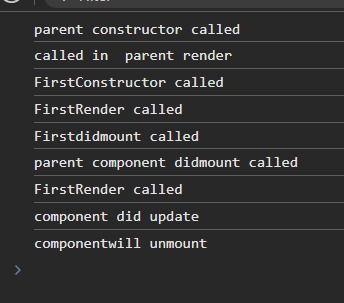 parent constructor called
called in  parent render
FirstConstructor called
FirstRender called
Firstdidmount called
parent component didmount called
FirstRender called
component did update
componentwill unmount